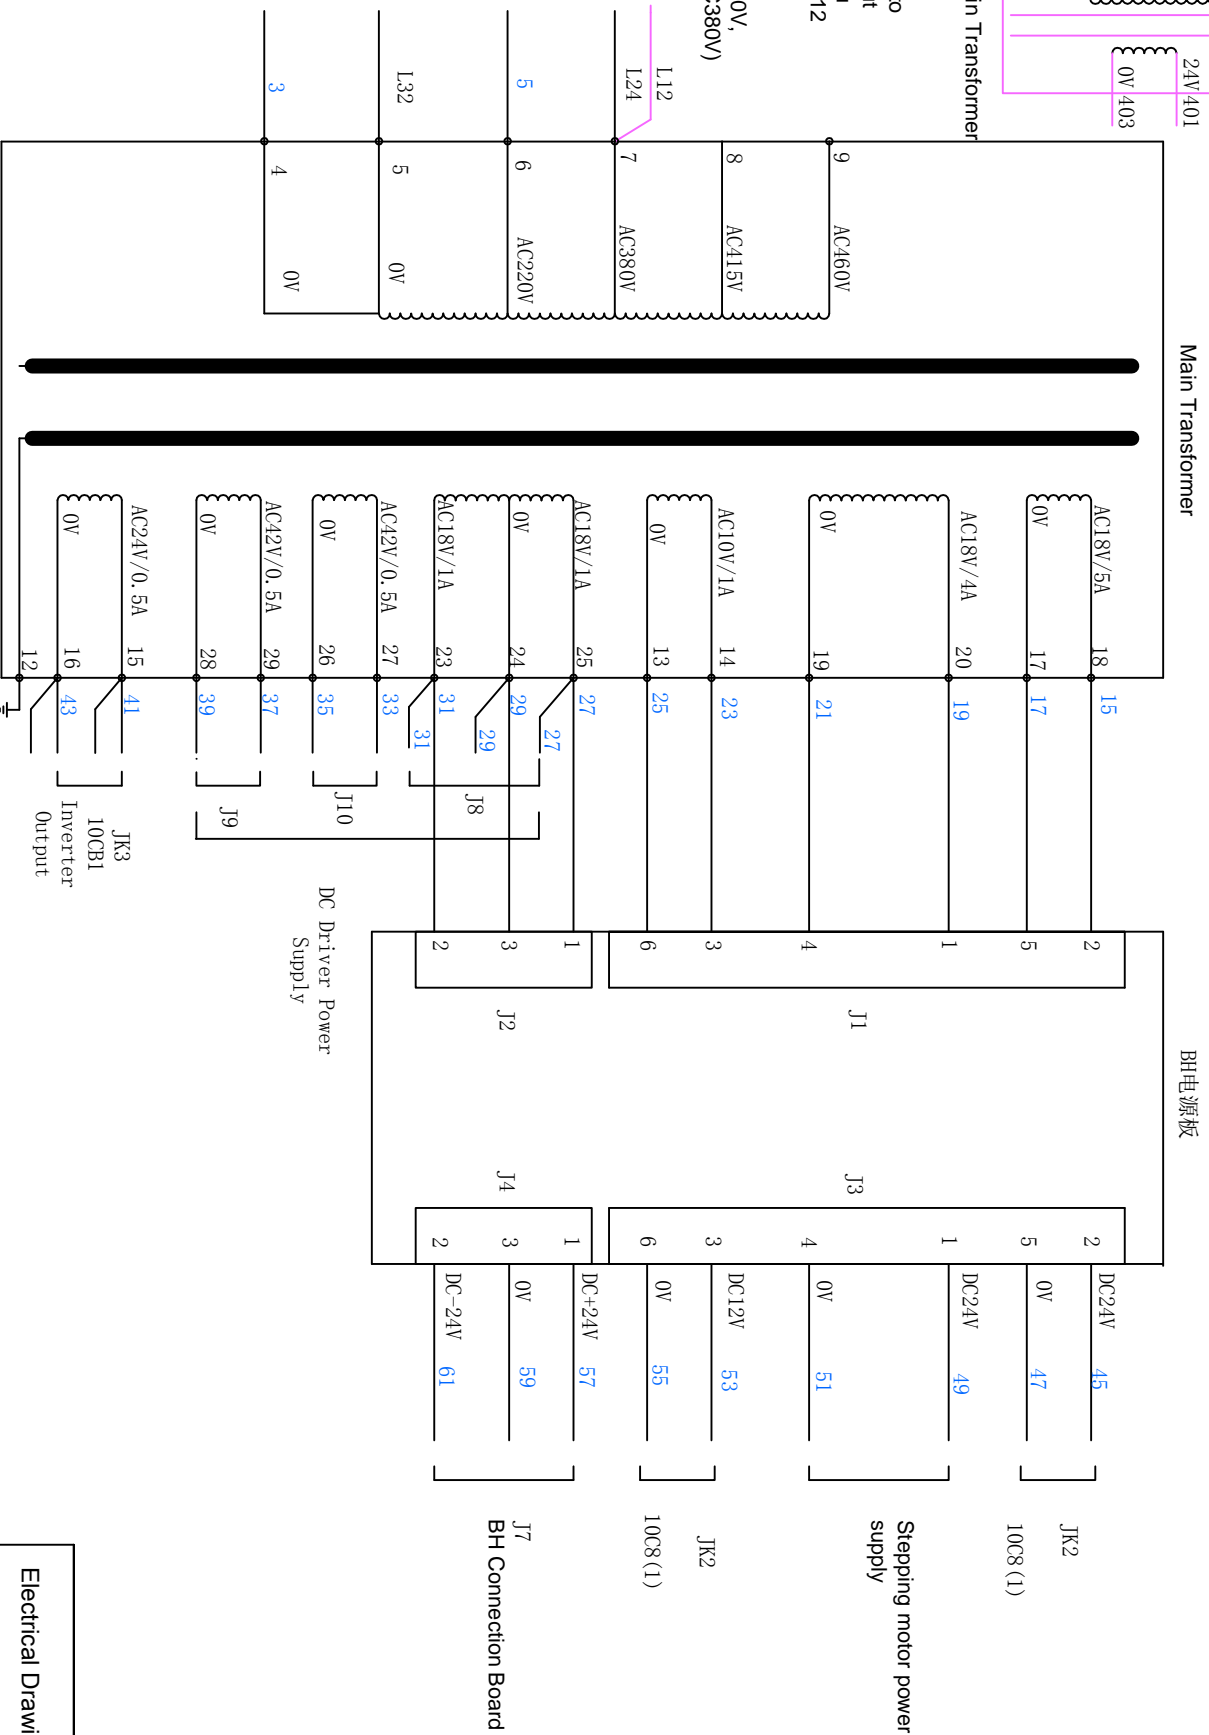 24V 401
0V 403
Main Transformer
in Transformer
to
12
0V,
C380V)
L12
L24
5
L32
3
9
8
7
6
5
4
AC460V
AC415V
AC380V
AC220V
0V
0V
AC18V/5A
0V
AC18V/4A
0V
AC10V/1A
0V
AC18V/1A
0V
AC18V/1A
AC42V/0.5A
0V
AC42V/0.5A
0V
AC24V/0.5A
0V
18
17
20
19
14
13
25
24
23
27
26
29
28
15
16
12
15
17
19
21
23
25
27
29
31
33
35
37
39
41
43
27
29
31
J8
J10
J9
JK3
10CB1
Inverter
Output
DC Driver Power
Supply
BH电源板
2
5
1
4
3
6
1
3
2
J1
J2
J3
J4
2
5
1
4
3
6
1
3
2
DC24V
0V
DC24V
0V
DC12V
0V
DC+24V
0V
DC-24V
45
47
49
51
53
55
57
59
61
JK2
10C8(1)
Stepping motor power
supply
JK2
10C8(1)
J7
BH Connection Board
Electrical Drawi